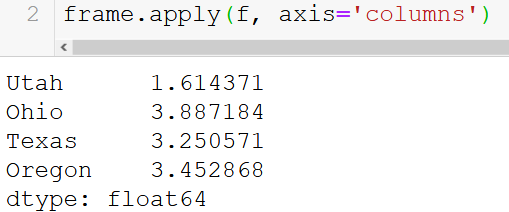 2 frame.apply(f, axis='columns')
Utah 1.614371
Ohio 3.887184
Texas 3.250571
Oregon 3.452868
dtype: float64